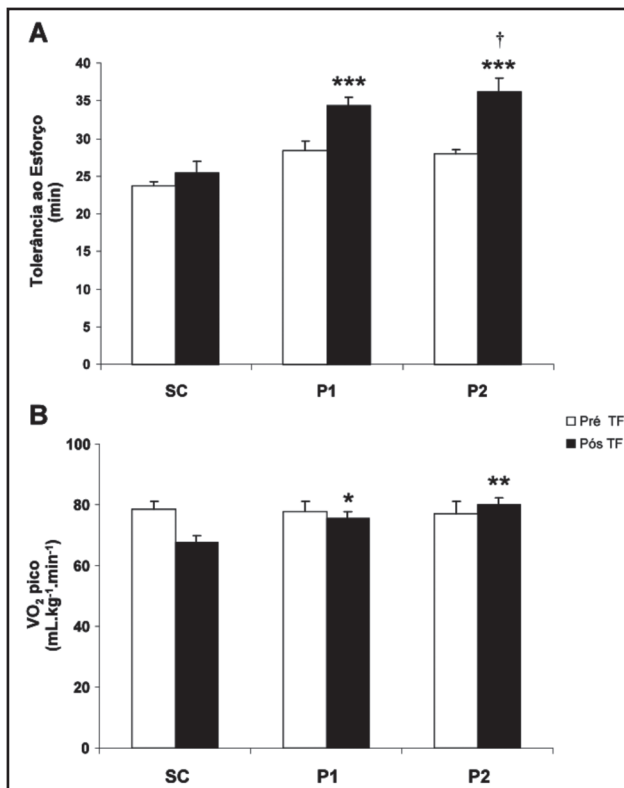 A
Tolerância ao Esforço
(min)
40
35
30
25
20
15
10
5
0
***
†
***
SC
P1
P2
B
Pré TF
Pós TF
VO₂ pico
(mL.kg⁻¹.min⁻¹)
100
80
60
40
20
0
*
**
SC
P1
P2